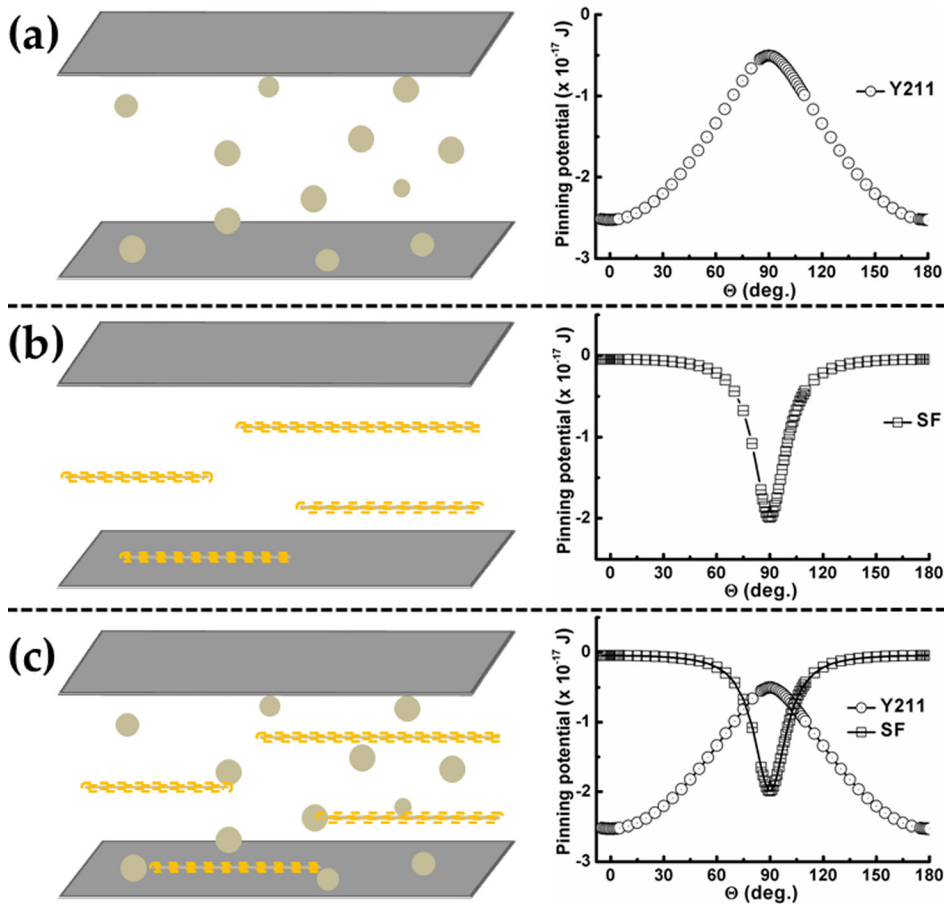 (a)
Pinning potential (x 10^-17 J)
0
-1
-2
-3
Y211
0 30 60 90 120 150 180
Θ (deg.)
(b)
Pinning potential (x 10^-17 J)
0
-1
-2
SF
0 30 60 90 120 150 180
Θ (deg.)
(c)
Pinning potential (x 10^-17 J)
0
-1
-2
-3
Y211
SF
0 30 60 90 120 150 180
Θ (deg.)